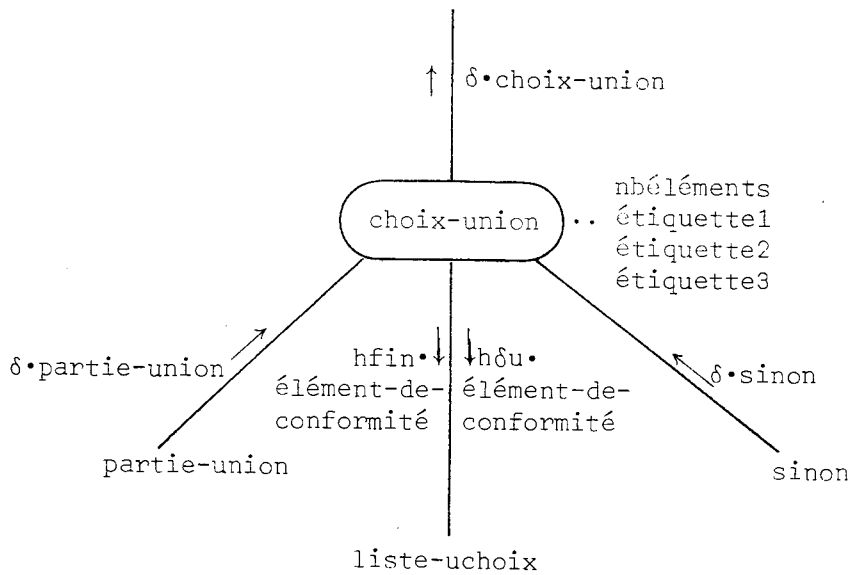 ↑ δ•choix-union
choix-union
••
nbéléments
étiquette1
étiquette2
étiquette3
δ•partie-union
hfin•
élément-de-
conformité
hδu•
élément-de-
conformité
δ•sinon
partie-union
sinon
liste-uchoix